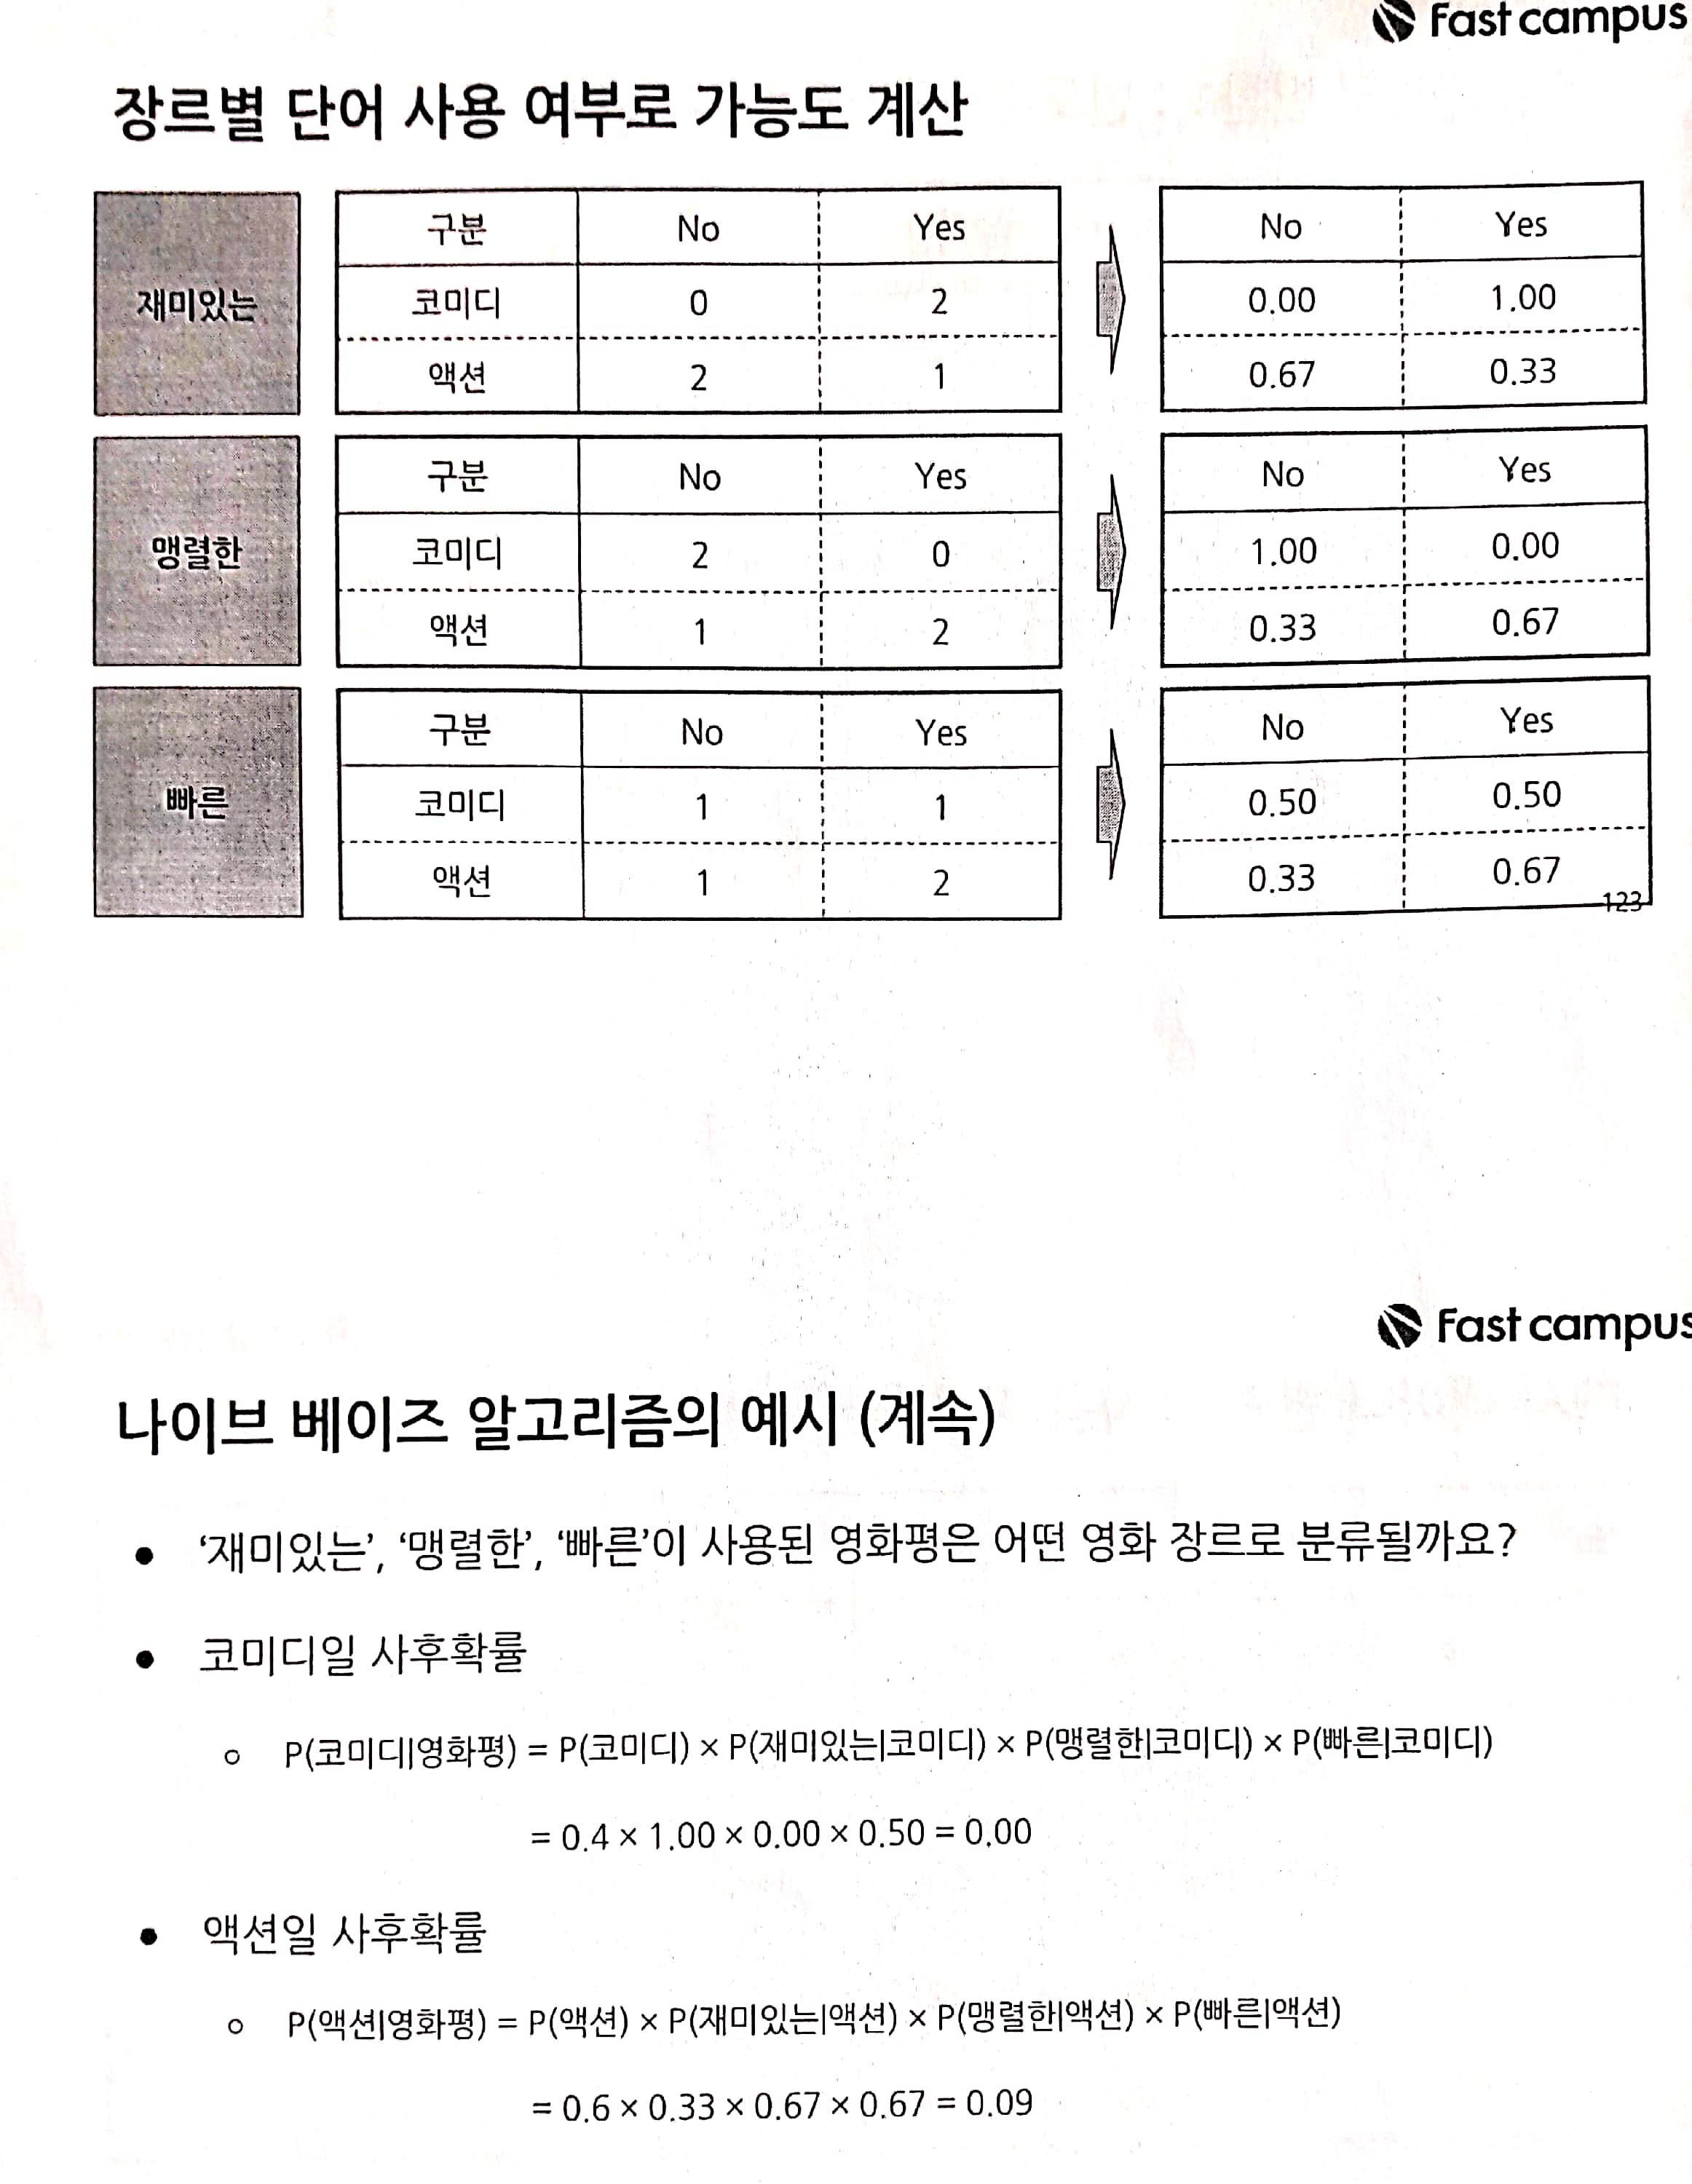 Fast campus
장르별 단어 사용 여부로 가능도 계산
재미있는
구분 No Yes
코미디 0 2
액션 2 1
No Yes
0.00 1.00
0.67 0.33
맹렬한
구분 No Yes
코미디 2 0
액션 1 2
No Yes
1.00 0.00
0.33 0.67
빠른
구분 No Yes
코미디 1 1
액션 1 2
No Yes
0.50 0.50
0.33 0.67
123
Fast campus
나이브 베이즈 알고리즘의 예시 (계속)
● ‘재미있는’, ‘맹렬한’, ‘빠른’이 사용된 영화평은 어떤 영화 장르로 분류될까요?
● 코미디일 사후확률
○ P(코미디|영화평) = P(코미디) × P(재미있는|코미디) × P(맹렬한|코미디) × P(빠른|코미디)
= 0.4 × 1.00 × 0.00 × 0.50 = 0.00
● 액션일 사후확률
○ P(액션|영화평) = P(액션) × P(재미있는|액션) × P(맹렬한|액션) × P(빠른|액션)
= 0.6 × 0.33 × 0.67 × 0.67 = 0.09